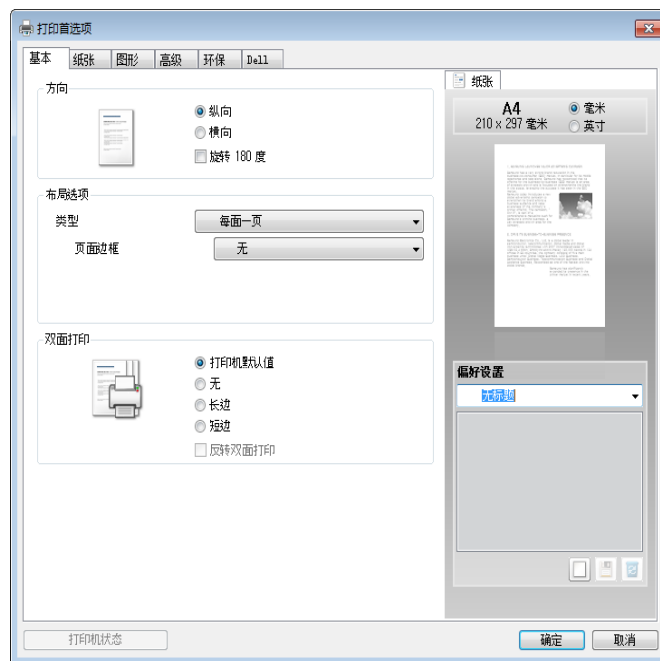 打印首选项
基本 纸张 图形 高级 环保 Dell
方向
纵向
横向
旋转 180 度
布局选项
类型 每面一页
页面边框 无
双面打印
打印机默认值
无
长边
短边
反转双面打印
纸张
A4 毫米
210 x 297 毫米 英寸
偏好设置
无标题
打印机状态 确定 取消